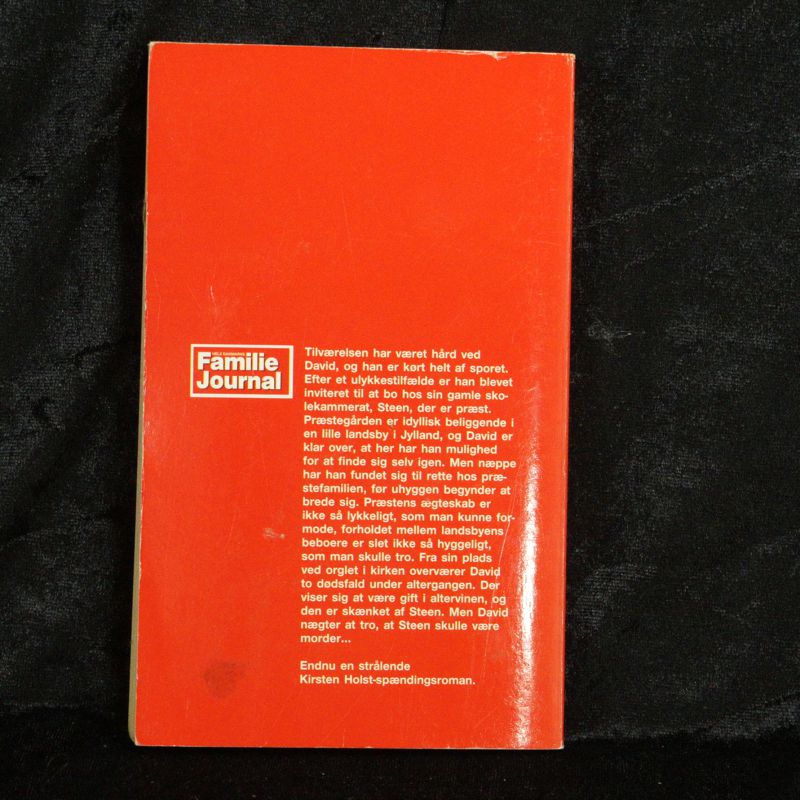 HELE DANMARKS
Familie
Journal
Tilværelsen har været hård ved
David, og han er kørt helt af sporet.
Efter et ulykkestilfælde er han blevet
inviteret til at bo hos sin gamle sko-
lekammerat, Steen, der er præst.
Præstegården er idyllisk beliggende i
en lille landsby i Jylland, og David er
klar over, at her har han mulighed
for at finde sig selv igen. Men næppe
har han fundet sig til rette hos præ-
stefamilien, før uhyggen begynder at
brede sig. Præstens ægteskab er
ikke så lykkeligt, som man kunne for-
mode, forholdet mellem landsbyens
beboere er slet ikke så hyggeligt,
som man skulle tro. Fra sin plads
ved orglet i kirken overværer David
to dødsfald under altergangen. Der
viser sig at være gift i altervinen, og
den er skænket af Steen. Men David
nægter at tro, at Steen skulle være
morder...
Endnu en strålende
Kirsten Holst-spændingsroman.